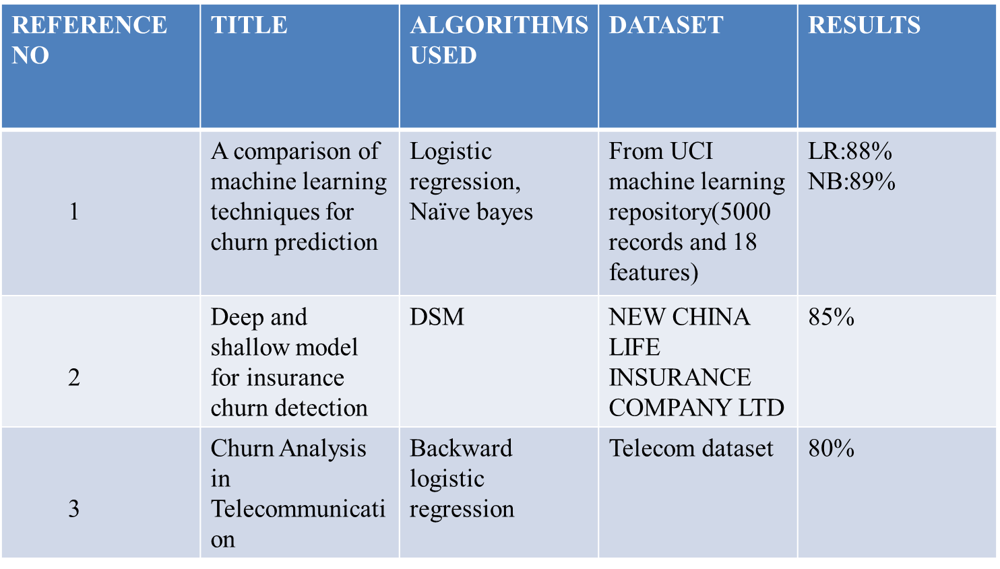 REFERENCE NO
TITLE
ALGORITHMS USED
DATASET
RESULTS
1
A comparison of
machine learning
techniques for
churn prediction
Logistic
regression,
Naïve bayes
From UCI
machine learning
repository(5000
records and 18
features)
LR:88%
NB:89%
2
Deep and
shallow model
for insurance
churn detection
DSM
NEW CHINA
LIFE
INSURANCE
COMPANY LTD
85%
3
Churn Analysis
in
Telecommunicati
on
Backward
logistic
regression
Telecom dataset
80%